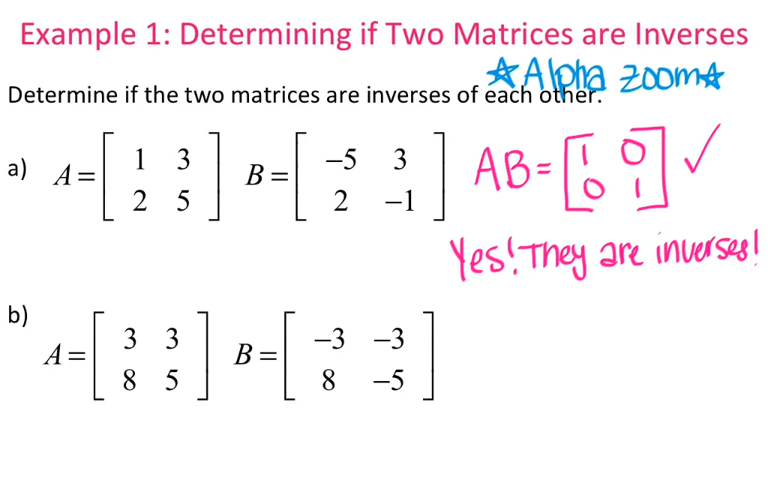 Example 1: Determining if Two Matrices are Inverses
☆Alpha zoom☆
Determine if the two matrices are inverses of each other.
a) A = [ 1 3 ] B = [ −5 3 ] AB = [ 1 0 ] ✓
[ 2 5 ] [ 2 −1 ] [ 0 1 ]
Yes! They are inverses!
b)
A = [ 3 3 ] B = [ −3 −3 ]
[ 8 5 ] [ 8 −5 ]